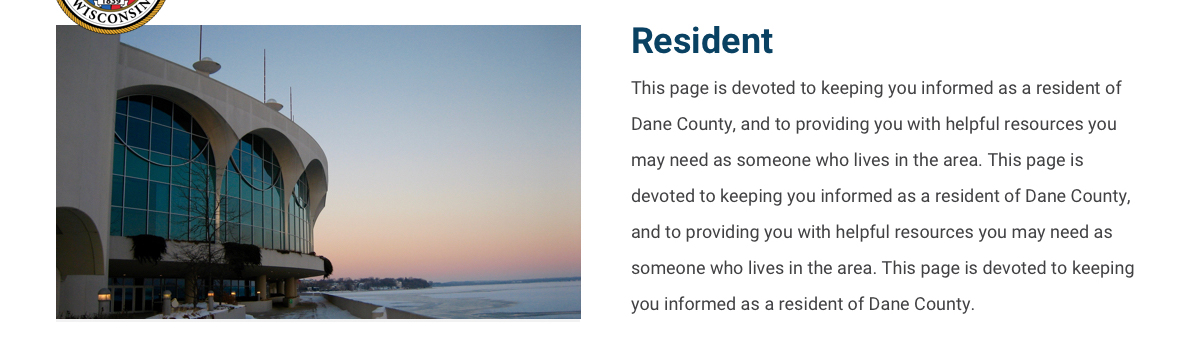 1839
WISCONSIN
Resident
This page is devoted to keeping you informed as a resident of
Dane County, and to providing you with helpful resources you
may need as someone who lives in the area. This page is
devoted to keeping you informed as a resident of Dane County,
and to providing you with helpful resources you may need as
someone who lives in the area. This page is devoted to keeping
you informed as a resident of Dane County.